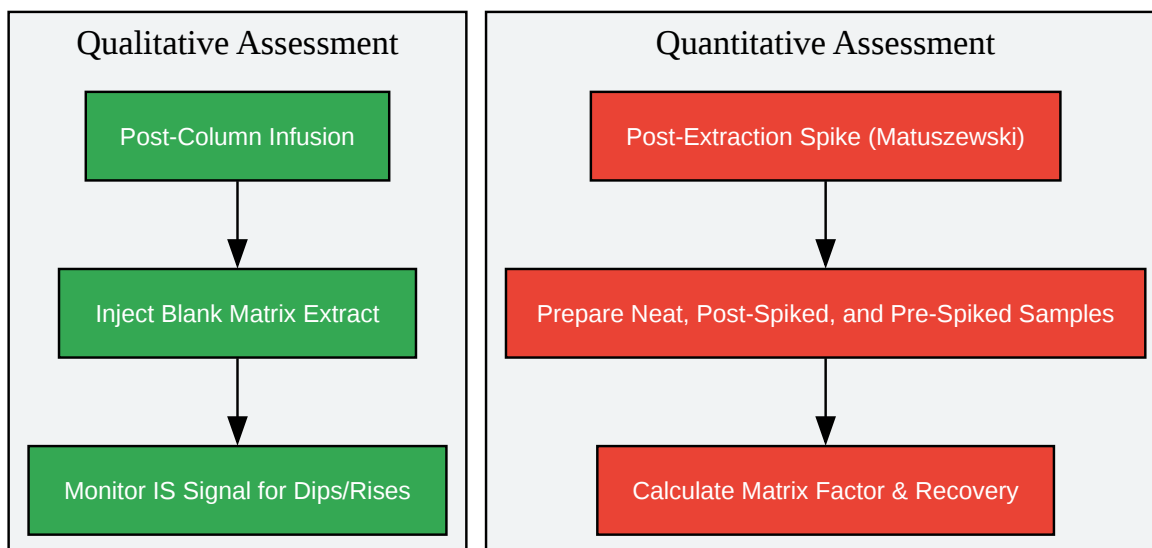 Qualitative Assessment
Post-Column Infusion
Inject Blank Matrix Extract
Monitor IS Signal for Dips/Rises
Quantitative Assessment
Post-Extraction Spike (Matuszewski)
Prepare Neat, Post-Spiked, and Pre-Spiked Samples
Calculate Matrix Factor & Recovery